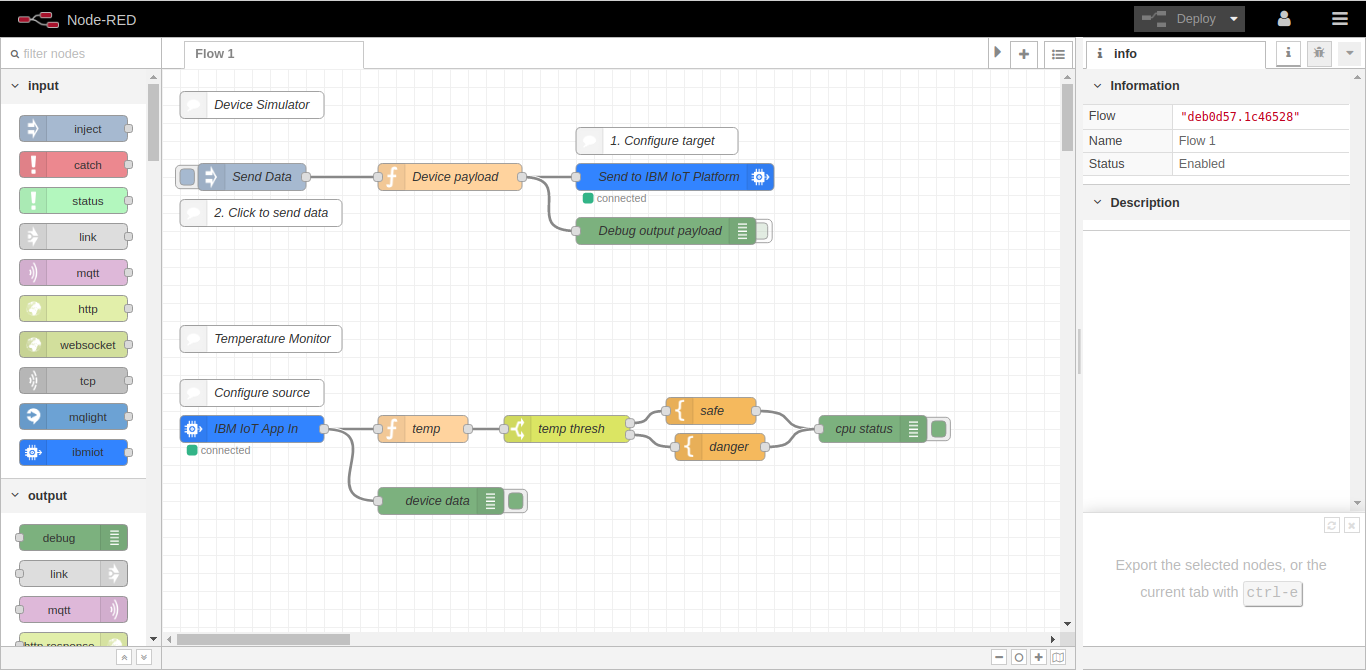 Node-RED
Deploy
filter nodes
Flow 1
info
input
inject
catch
status
link
mqtt
http
websocket
tcp
mqlight
ibmiot
output
debug
link
mqtt
http response
Device Simulator
1. Configure target
Send Data
Device payload
Send to IBM IoT Platform
connected
2. Click to send data
Debug output payload
Temperature Monitor
Configure source
IBM IoT App In
connected
temp
temp thresh
safe
danger
cpu status
device data
Information
Flow "deb0d57.1c46528"
Name Flow 1
Status Enabled
Description
Export the selected nodes, or the
current tab with ctrl-e